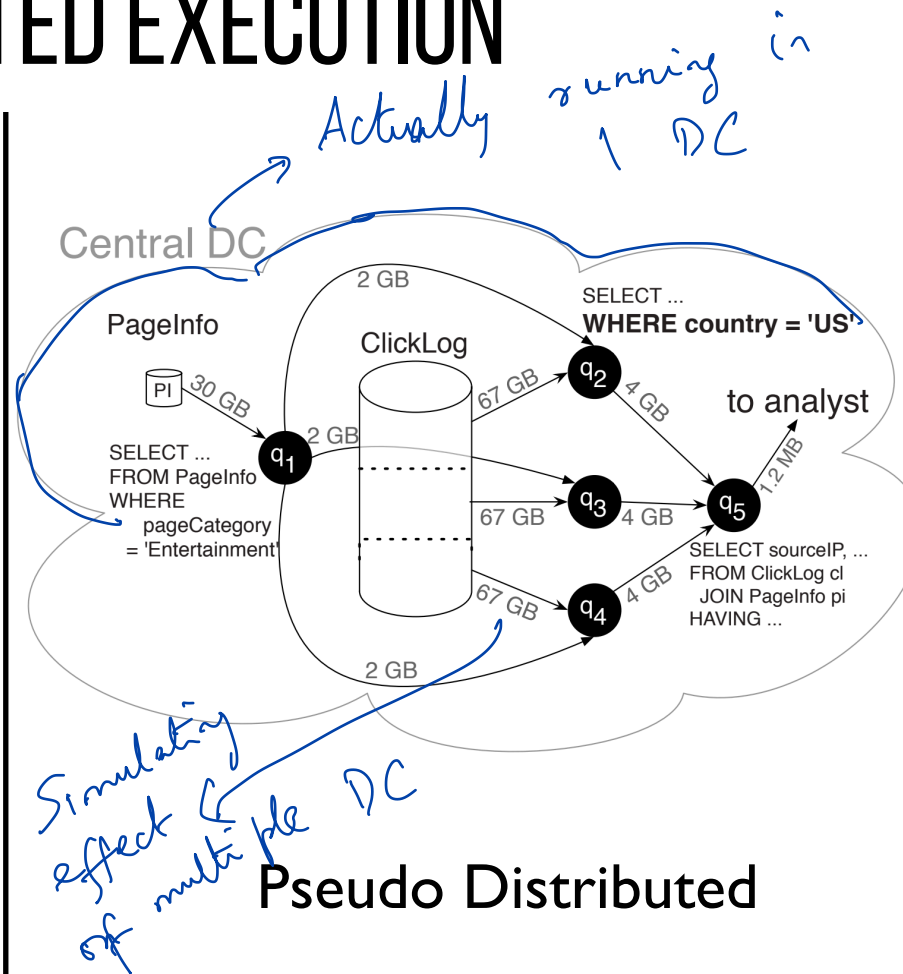 TED EXECUTION
Actually running in
1 DC
Central DC
2 GB
SELECT ...
WHERE country = 'US'
PageInfo
ClickLog
PI
30 GB
67 GB
q2
4 GB
to analyst
2 GB
q1
SELECT ...
FROM PageInfo
WHERE
pageCategory
= 'Entertainment'
67 GB
q3
4 GB
q5
1.2 MB
SELECT sourceIP, ...
FROM ClickLog cl
JOIN PageInfo pi
HAVING ...
67 GB
q4
4 GB
2 GB
Simulating
effect
of multiple DC
Pseudo Distributed